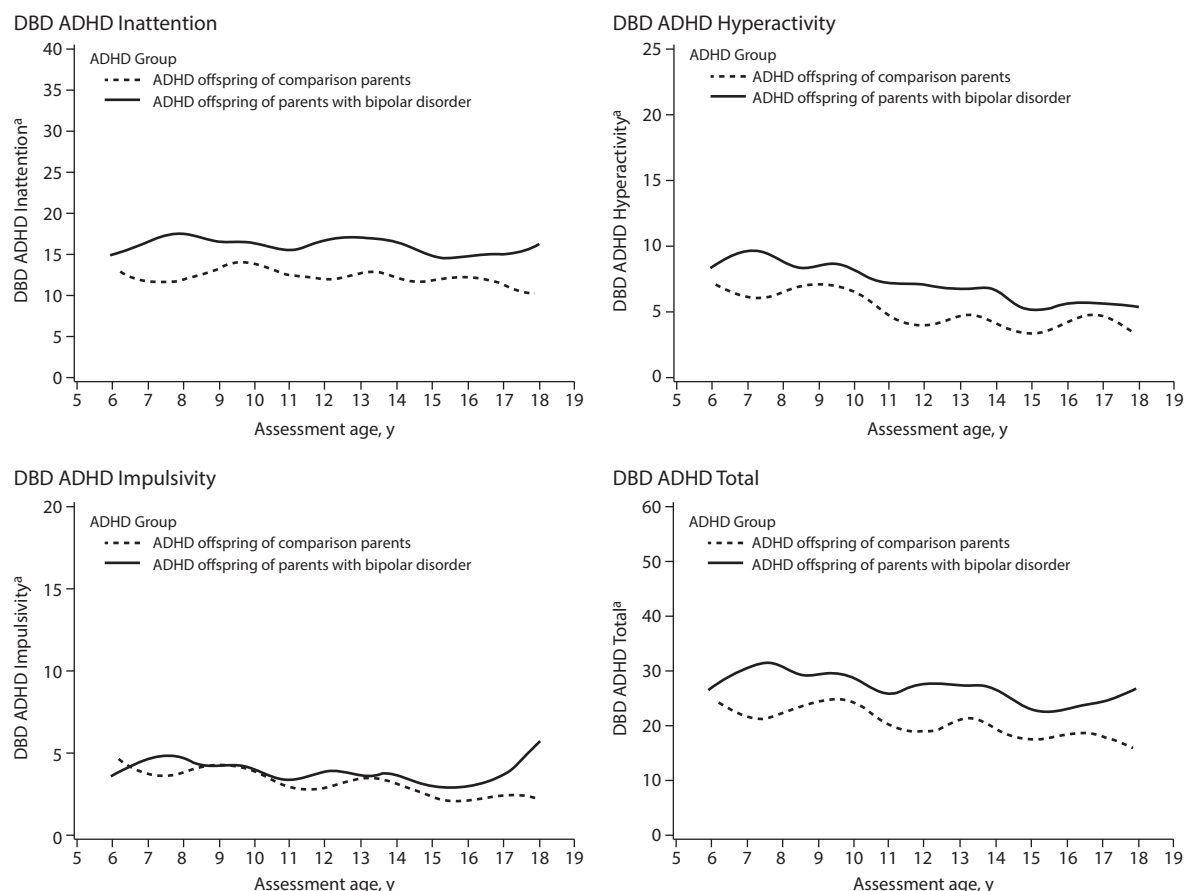 DBD ADHD Inattention
40
35
30
25
20
15
10
5
0
DBD ADHD Inattentionᵃ
ADHD Group
ADHD offspring of comparison parents
ADHD offspring of parents with bipolar disorder
5 6 7 8 9 10 11 12 13 14 15 16 17 18 19
Assessment age, y
DBD ADHD Hyperactivity
25
20
15
10
5
0
DBD ADHD Hyperactivityᵃ
ADHD Group
ADHD offspring of comparison parents
ADHD offspring of parents with bipolar disorder
5 6 7 8 9 10 11 12 13 14 15 16 17 18 19
Assessment age, y
DBD ADHD Impulsivity
20
15
10
5
0
DBD ADHD Impulsivityᵃ
ADHD Group
ADHD offspring of comparison parents
ADHD offspring of parents with bipolar disorder
5 6 7 8 9 10 11 12 13 14 15 16 17 18 19
Assessment age, y
DBD ADHD Total
60
50
40
30
20
10
0
DBD ADHD Totalᵃ
ADHD Group
ADHD offspring of comparison parents
ADHD offspring of parents with bipolar disorder
5 6 7 8 9 10 11 12 13 14 15 16 17 18 19
Assessment age, y